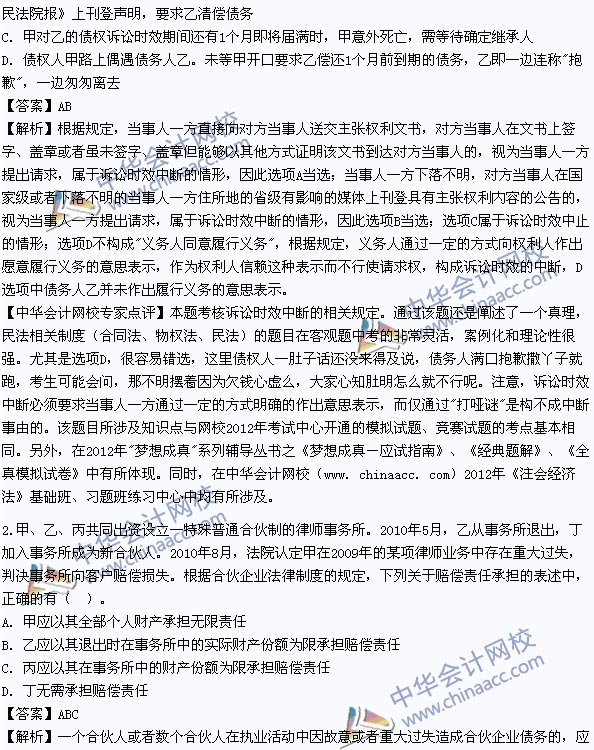 民法院报》上刊登声明，要求乙清偿债务
C. 甲对乙的债权诉讼时效期间还有1个月即将届满时，甲意外死亡，需等待确定继承人
D. 债权人甲路上偶遇债务人乙。未等甲开口要求乙偿还1个月前到期的债务，乙即一边连称"抱
歉"，一边匆匆离去
【答案】AB
【解析】根据规定，当事人一方直接向对方当事人送交主张权利文书，对方当事人在文书上签
字、盖章或者虽未签字、盖章但能够以其他方式证明该文书到达对方当事人的，视为当事人一方
提出请求，属于诉讼时效中断的情形，因此选项A当选；当事人一方下落不明，对方当事人在国
家级或者下落不明的当事人一方住所地的省级有影响的媒体上刊登具有主张权利内容的公告的，
视为当事人一方提出请求，属于诉讼时效中断的情形，因此选项B当选；选项C属于诉讼时效中止
的情形；选项D不构成"义务人同意履行义务"，根据规定，义务人通过一定的方式向权利人作出
愿意履行义务的意思表示，作为权利人信赖这种表示而不行使请求权，构成诉讼时效的中断，D
选项中债务人乙并未作出履行义务的意思表示。
【中华会计网校专家点评】本题考核诉讼时效中断的相关规定。通过该题还是阐述了一个真理，
民法相关制度（合同法、物权法、民法）的题目在客观题中考的非常灵活，案例化和理论性很
强。尤其是选项D，很容易错选，这里债权人一肚子话还没来得及说，债务人满口抱歉撒丫子就
跑，考生可能会问，那不明摆着因为欠钱心虚么，大家心知肚明怎么就不行呢。注意，诉讼时效
中断必须要求当事人一方通过一定的方式明确的作出意思表示，而仅通过"打哑谜"是构不成中断
事由的。该题目所涉及知识点与网校2012年考试中心开通的模拟试题、竞赛试题的考点基本相
同。另外，在2012年"梦想成真"系列辅导丛书之《梦想成真－应试指南》、《经典题解》、《全
真模拟试卷》中有所体现。同时，在中华会计网校（www. chinaacc. com）2012年《注会经济
法》基础班、习题班练习中心中均有所涉及。
2.甲、乙、丙共同出资设立一特殊普通合伙制的律师事务所。2010年5月，乙从事务所退出，丁
加入事务所成为新合伙人。2010年8月，法院认定甲在2009年的某项律师业务中存在重大过失，
判决事务所向客户赔偿损失。根据合伙企业法律制度的规定，下列关于赔偿责任承担的表述中，
正确的有（　）。
A. 甲应以其全部个人财产承担无限责任
B. 乙应以其退出时在事务所中的实际财产份额为限承担赔偿责任
C. 丙应以其在事务所中的财产份额为限承担赔偿责任
D. 丁无需承担赔偿责任
【答案】ABC
【解析】一个合伙人或者数个合伙人在执业活动中因故意或者重大过失造成合伙企业债务的，应
中华会计网校
www.chinaacc.com
中华会计网校
www.chinaacc.com
中华会计网校
www.chinaacc.com
中华会计网校
www.chinaacc.com